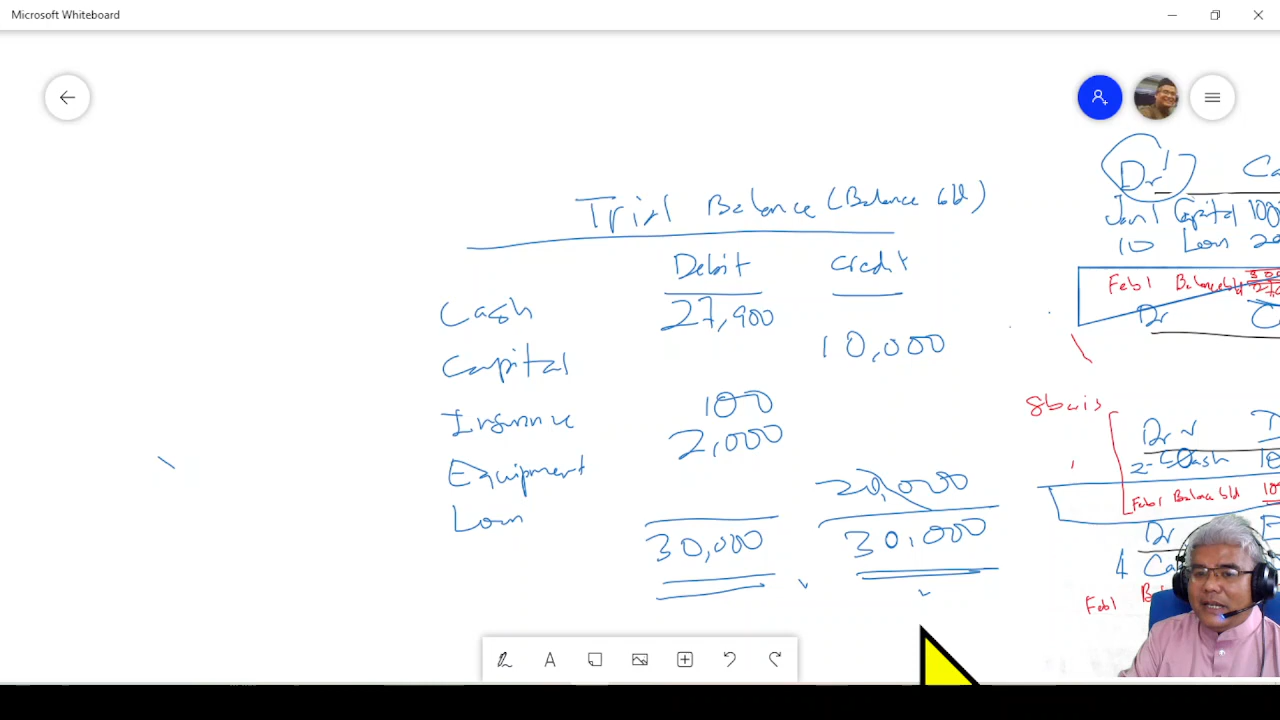 Microsoft Whiteboard
Trial Balance (Balance b/d)
Debit Credit
Cash 27,900
Capital 10,000
Insurance 100
Equipment 2,000
Loan 20,000
30,000 30,000
Dr
Jan 1 Capital
10 Loan
Feb 1 Balance b/d
Dr
Dr
Cash
Feb 1 Balance b/d
Dr
4
Feb 1
A